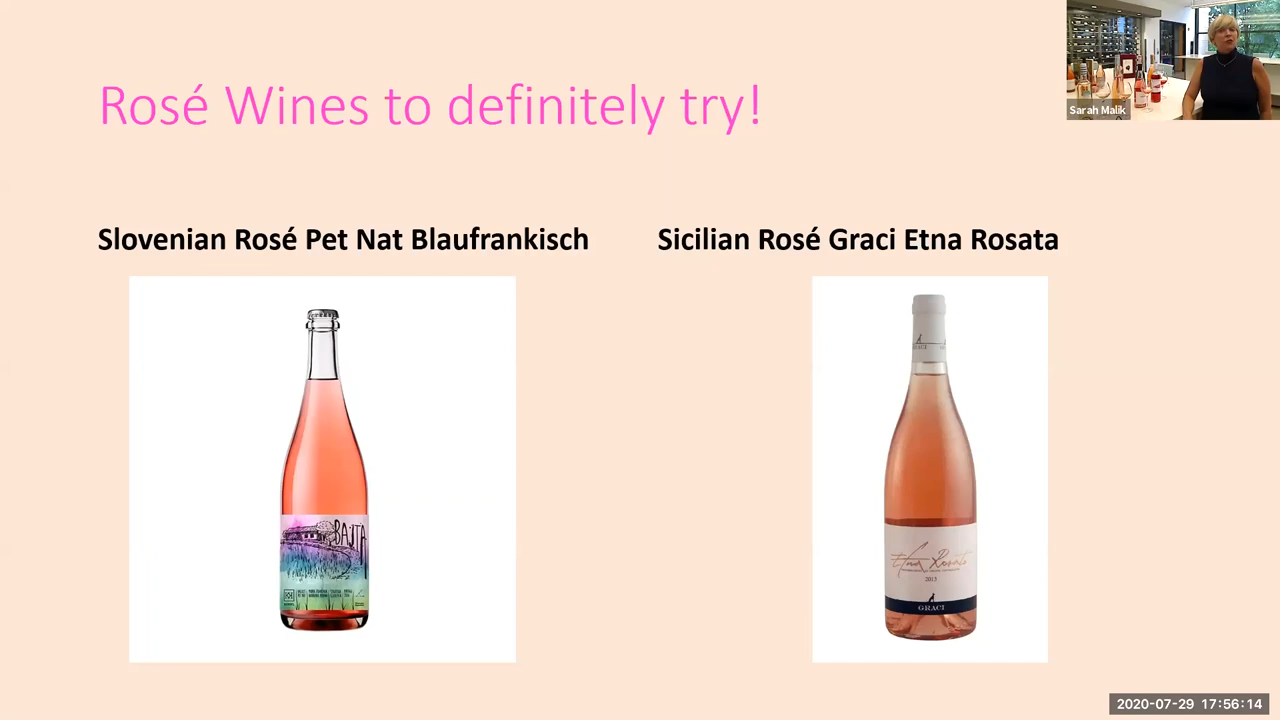 Rosé Wines to definitely try!
Sarah Malik
Slovenian Rosé Pet Nat Blaufrankisch
Sicilian Rosé Graci Etna Rosata
BAJTA
Etna Rosato
2013
GRACI
2020-07-29 17:56:14